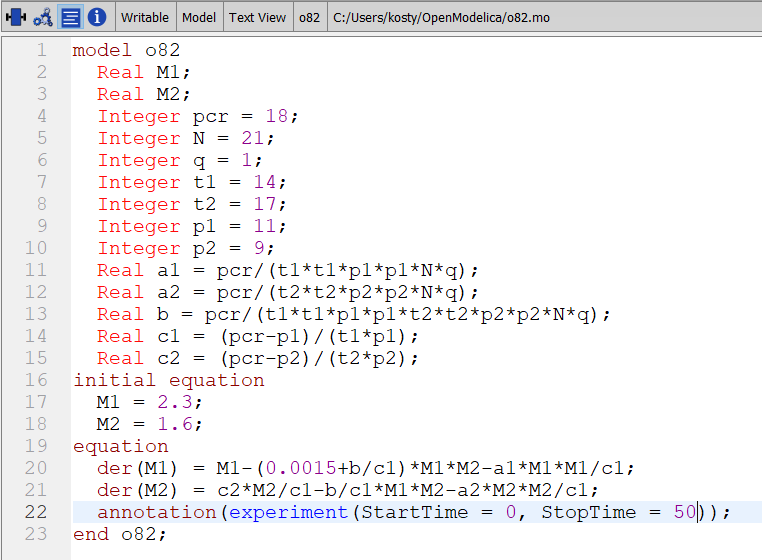 Writable Model Text View o82 C:/Users/kosty/OpenModelica/o82.mo
1 model o82
2 Real M1;
3 Real M2;
4 Integer pcr = 18;
5 Integer N = 21;
6 Integer q = 1;
7 Integer t1 = 14;
8 Integer t2 = 17;
9 Integer p1 = 11;
10 Integer p2 = 9;
11 Real a1 = pcr/(t1*t1*p1*p1*N*q);
12 Real a2 = pcr/(t2*t2*p2*p2*N*q);
13 Real b = pcr/(t1*t1*p1*p1*t2*t2*p2*p2*N*q);
14 Real c1 = (pcr-p1)/(t1*p1);
15 Real c2 = (pcr-p2)/(t2*p2);
16 initial equation
17 M1 = 2.3;
18 M2 = 1.6;
19 equation
20 der(M1) = M1-(0.0015+b/c1)*M1*M2-a1*M1*M1/c1;
21 der(M2) = c2*M2/c1-b/c1*M1*M2-a2*M2*M2/c1;
22 annotation(experiment(StartTime = 0, StopTime = 50));
23 end o82;